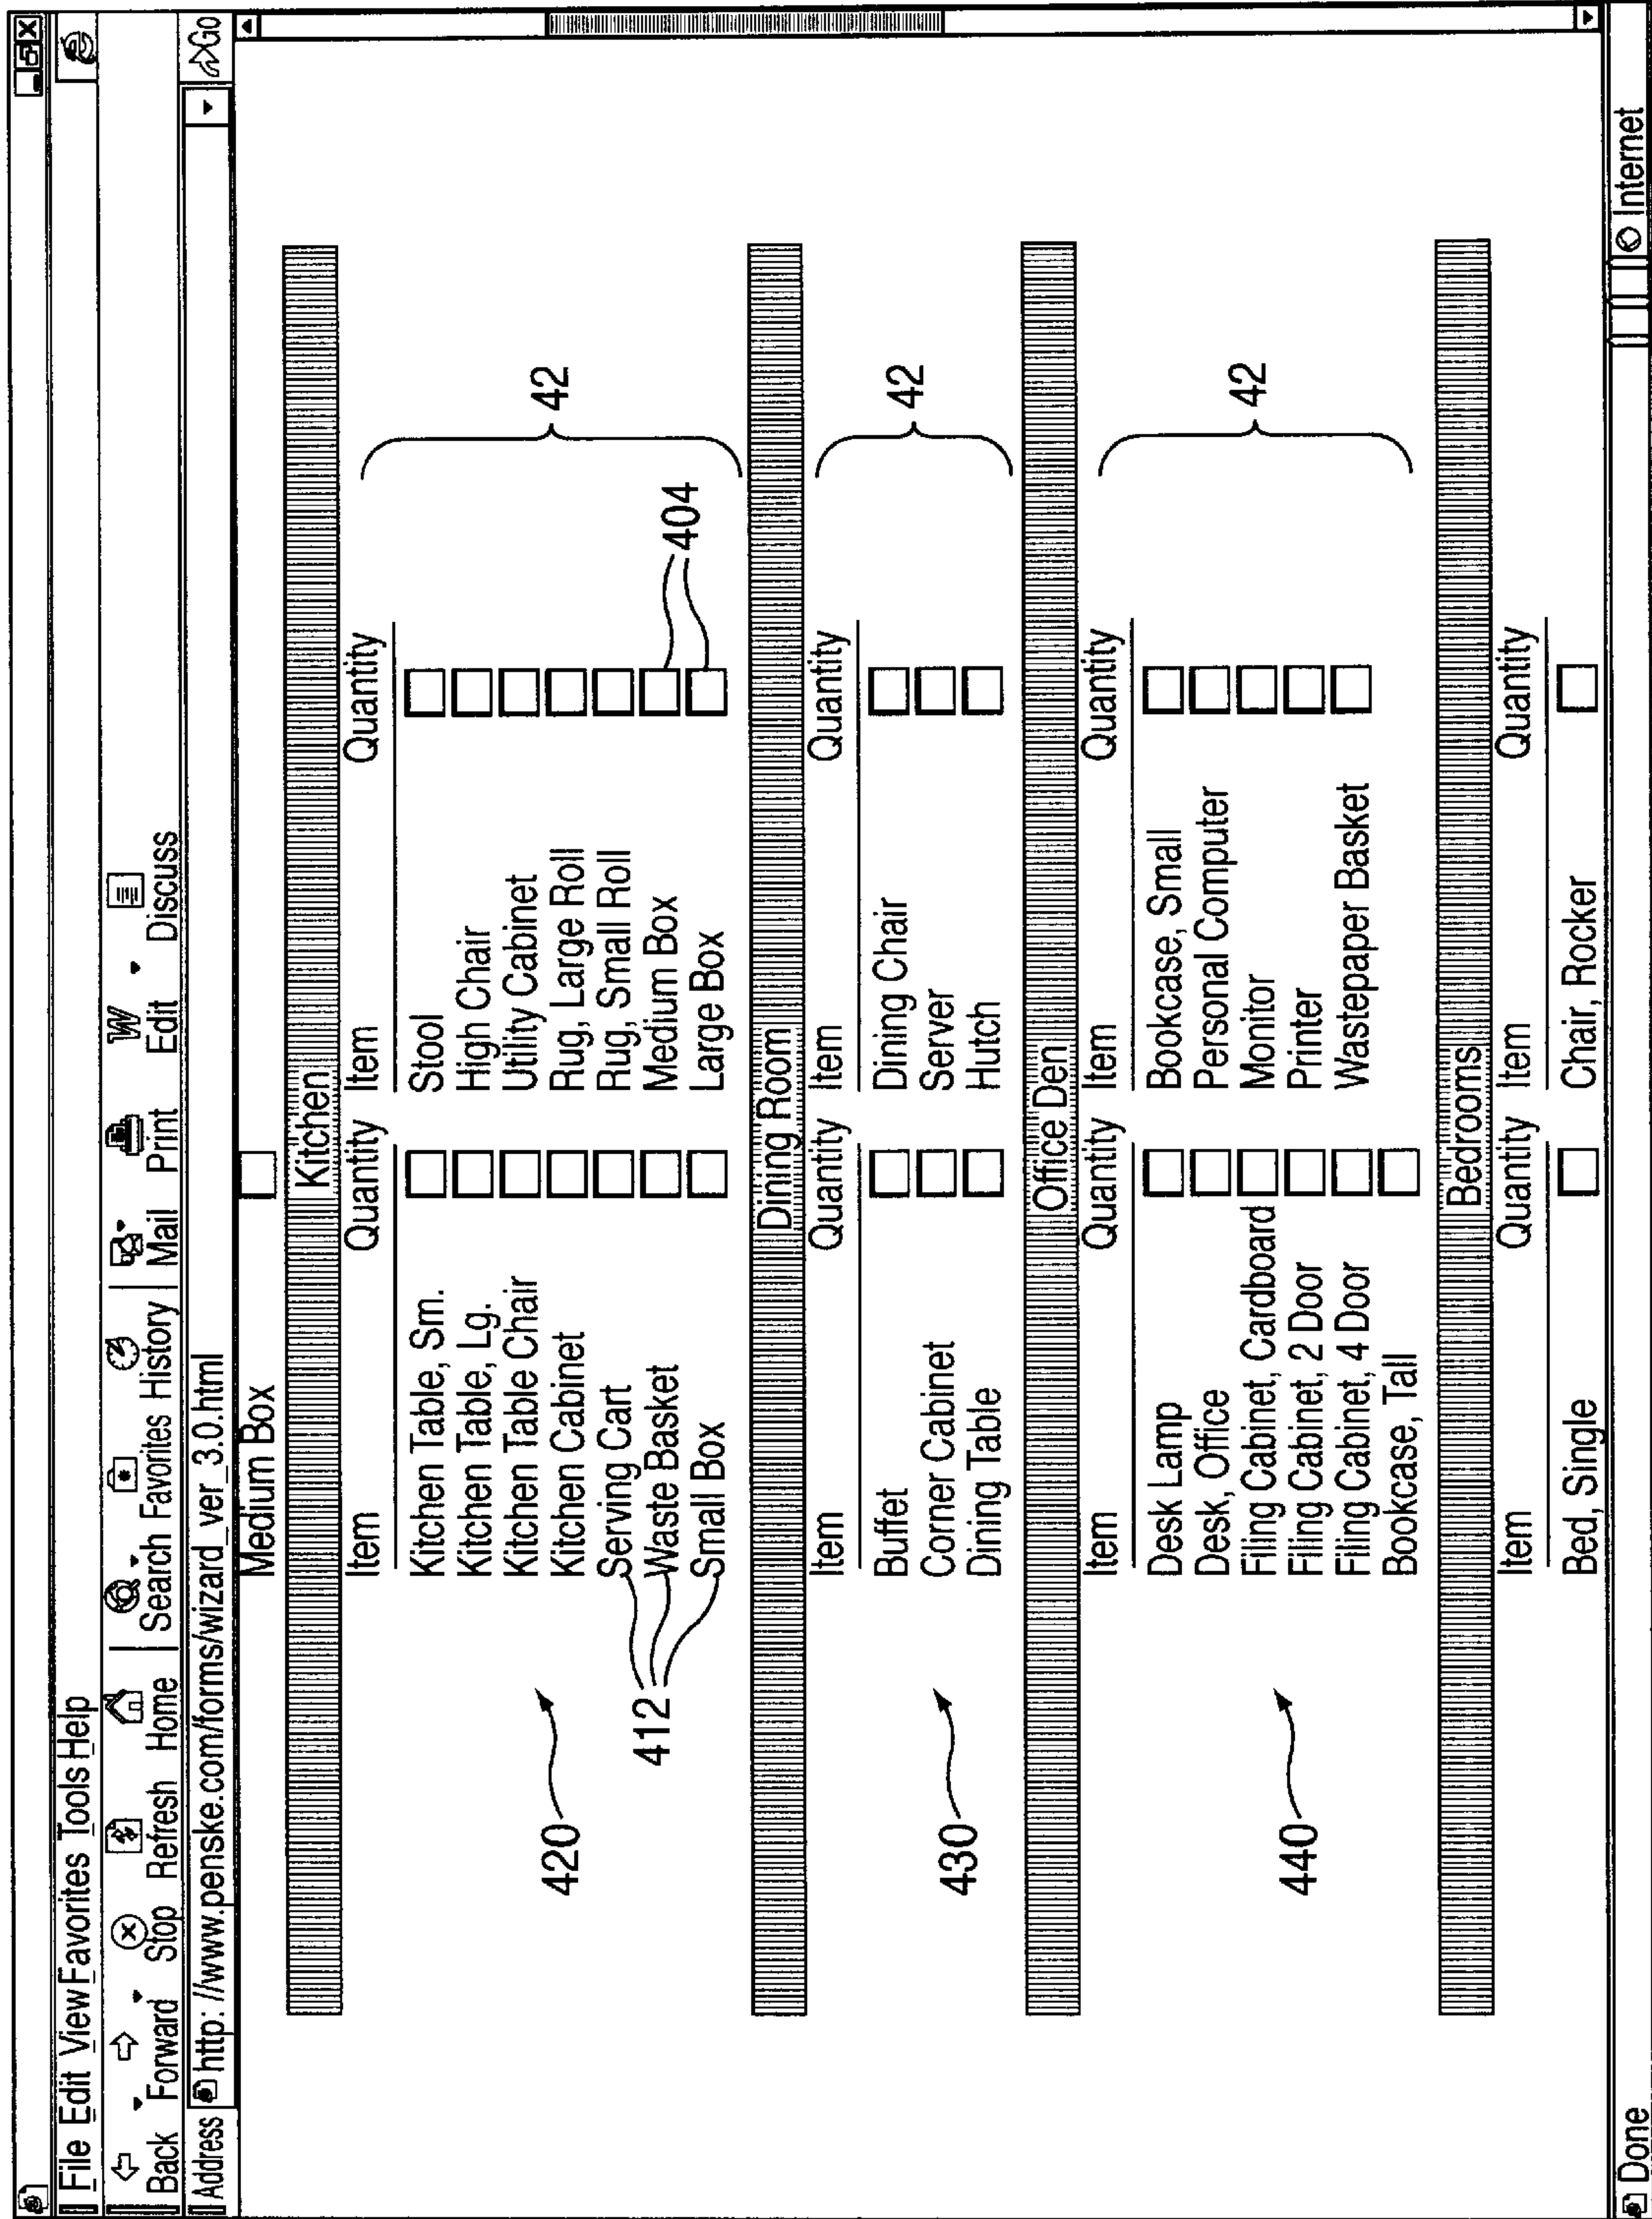 File Edit View Favorites Tools Help
Back Forward Stop Refresh Home Search Favorites History Mail Print Edit Discuss
Address http: //www.penske.com/forms/wizard_ver_3.0.html Go
Medium Box
Kitchen
Item Quantity Item Quantity
Kitchen Table, Sm. Stool
Kitchen Table, Lg. High Chair
Kitchen Table Chair Utility Cabinet
420 Kitchen Cabinet Rug, Large Roll 42
Serving Cart Rug, Small Roll
412 Waste Basket Medium Box 404
Small Box Large Box
Dining Room
Item Quantity Item Quantity
Buffet Dining Chair
Corner Cabinet Server 42
430 Dining Table Hutch
Office Den
Item Quantity Item Quantity
Desk Lamp Bookcase, Small
Desk, Office Personal Computer
Filing Cabinet, Cardboard Monitor 42
440 Filing Cabinet, 2 Door Printer
Filing Cabinet, 4 Door Wastepaper Basket
Bookcase, Tall
Bedrooms
Item Quantity Item Quantity
Bed, Single Chair, Rocker
Done Internet